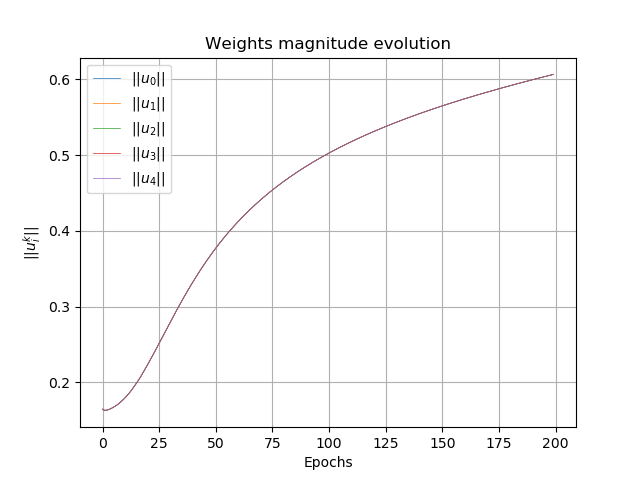 Weights magnitude evolution
||u_0||
||u_1||
||u_2||
||u_3||
||u_4||
0.6
0.5
0.4
0.3
0.2
||u_i^k||
0 25 50 75 100 125 150 175 200
Epochs